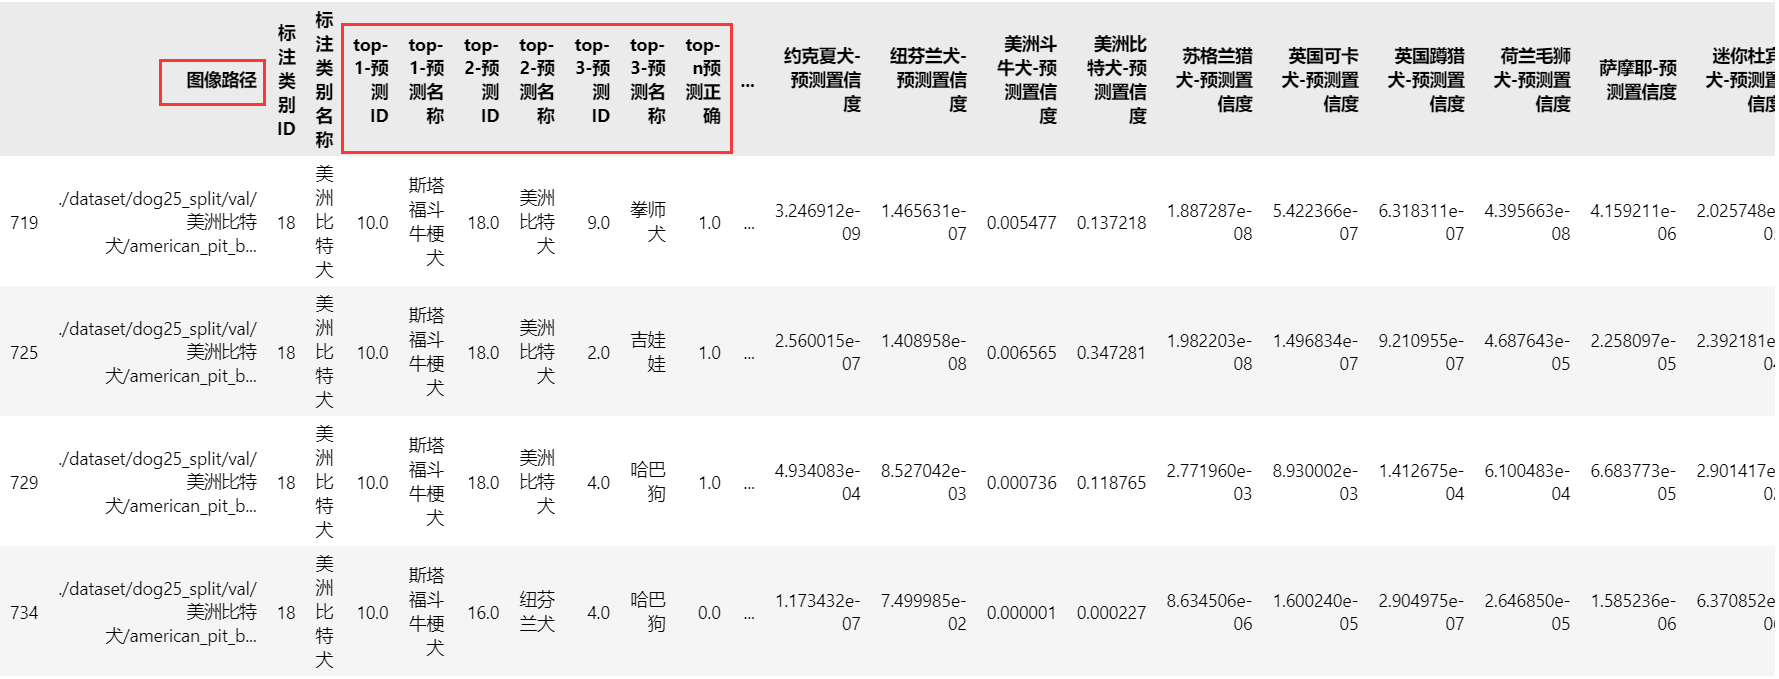 图像路径 标注类别ID 标注类别名称 top-1-预测ID top-1-预测名称 top-2-预测ID top-2-预测名称 top-3-预测ID top-3-预测名称 top-n预测正确 ... 约克夏犬-预测置信度 纽芬兰犬-预测置信度 美洲斗牛犬-预测置信度 美洲比特犬-预测置信度 苏格兰猎犬-预测置信度 英国可卡犬-预测置信度 英国蹲猎犬-预测置信度 荷兰毛狮犬-预测置信度 萨摩耶-预测置信度 迷你杜宾犬-预测置信度
719 ./dataset/dog25_split/val/美洲比特犬/american_pit_b... 18 美洲比特犬 10.0 斯塔福斗牛梗犬 18.0 美洲比特犬 9.0 拳师犬 1.0 ... 3.246912e-09 1.465631e-07 0.005477 0.137218 1.887287e-08 5.422366e-07 6.318311e-07 4.395663e-08 4.159211e-06 2.025748e
725 ./dataset/dog25_split/val/美洲比特犬/american_pit_b... 18 美洲比特犬 10.0 斯塔福斗牛梗犬 18.0 美洲比特犬 2.0 吉娃娃 1.0 ... 2.560015e-07 1.408958e-08 0.006565 0.347281 1.982203e-08 1.496834e-07 9.210955e-07 4.687643e-05 2.258097e-05 2.392181e
729 ./dataset/dog25_split/val/美洲比特犬/american_pit_b... 18 美洲比特犬 10.0 斯塔福斗牛梗犬 18.0 美洲比特犬 4.0 哈巴狗 1.0 ... 4.934083e-04 8.527042e-03 0.000736 0.118765 2.771960e-03 8.930002e-03 1.412675e-04 6.100483e-04 6.683773e-05 2.901417e
734 ./dataset/dog25_split/val/美洲比特犬/american_pit_b... 18 美洲比特犬 10.0 斯塔福斗牛梗犬 16.0 纽芬兰犬 4.0 哈巴狗 0.0 ... 1.173432e-07 7.499985e-02 0.000001 0.000227 8.634506e-06 1.600240e-05 2.904975e-07 2.646850e-05 1.585236e-06 6.370852e